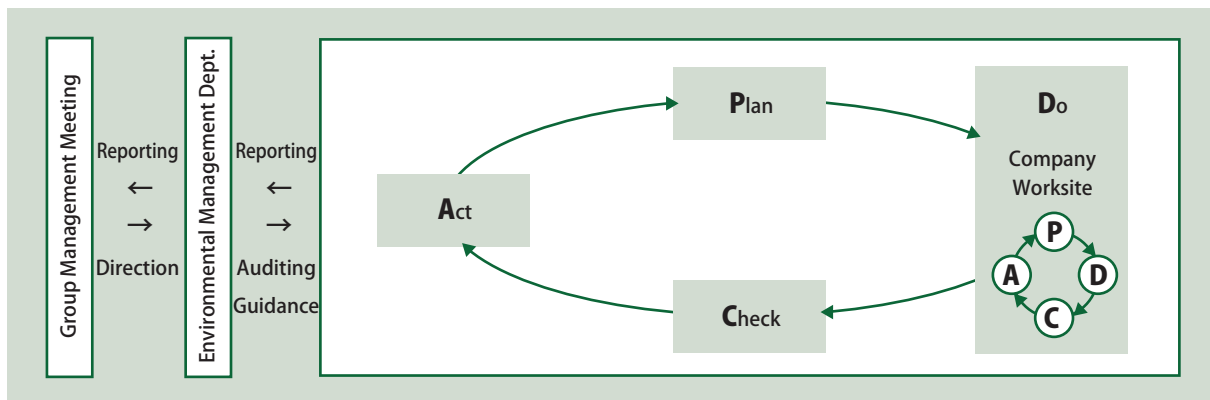 Group Management Meeting
Reporting
←
→
Direction
Environmental Management Dept.
Reporting
←
→
Auditing
Guidance
Plan
Do
Company
Worksite
P
A
D
C
Act
Check